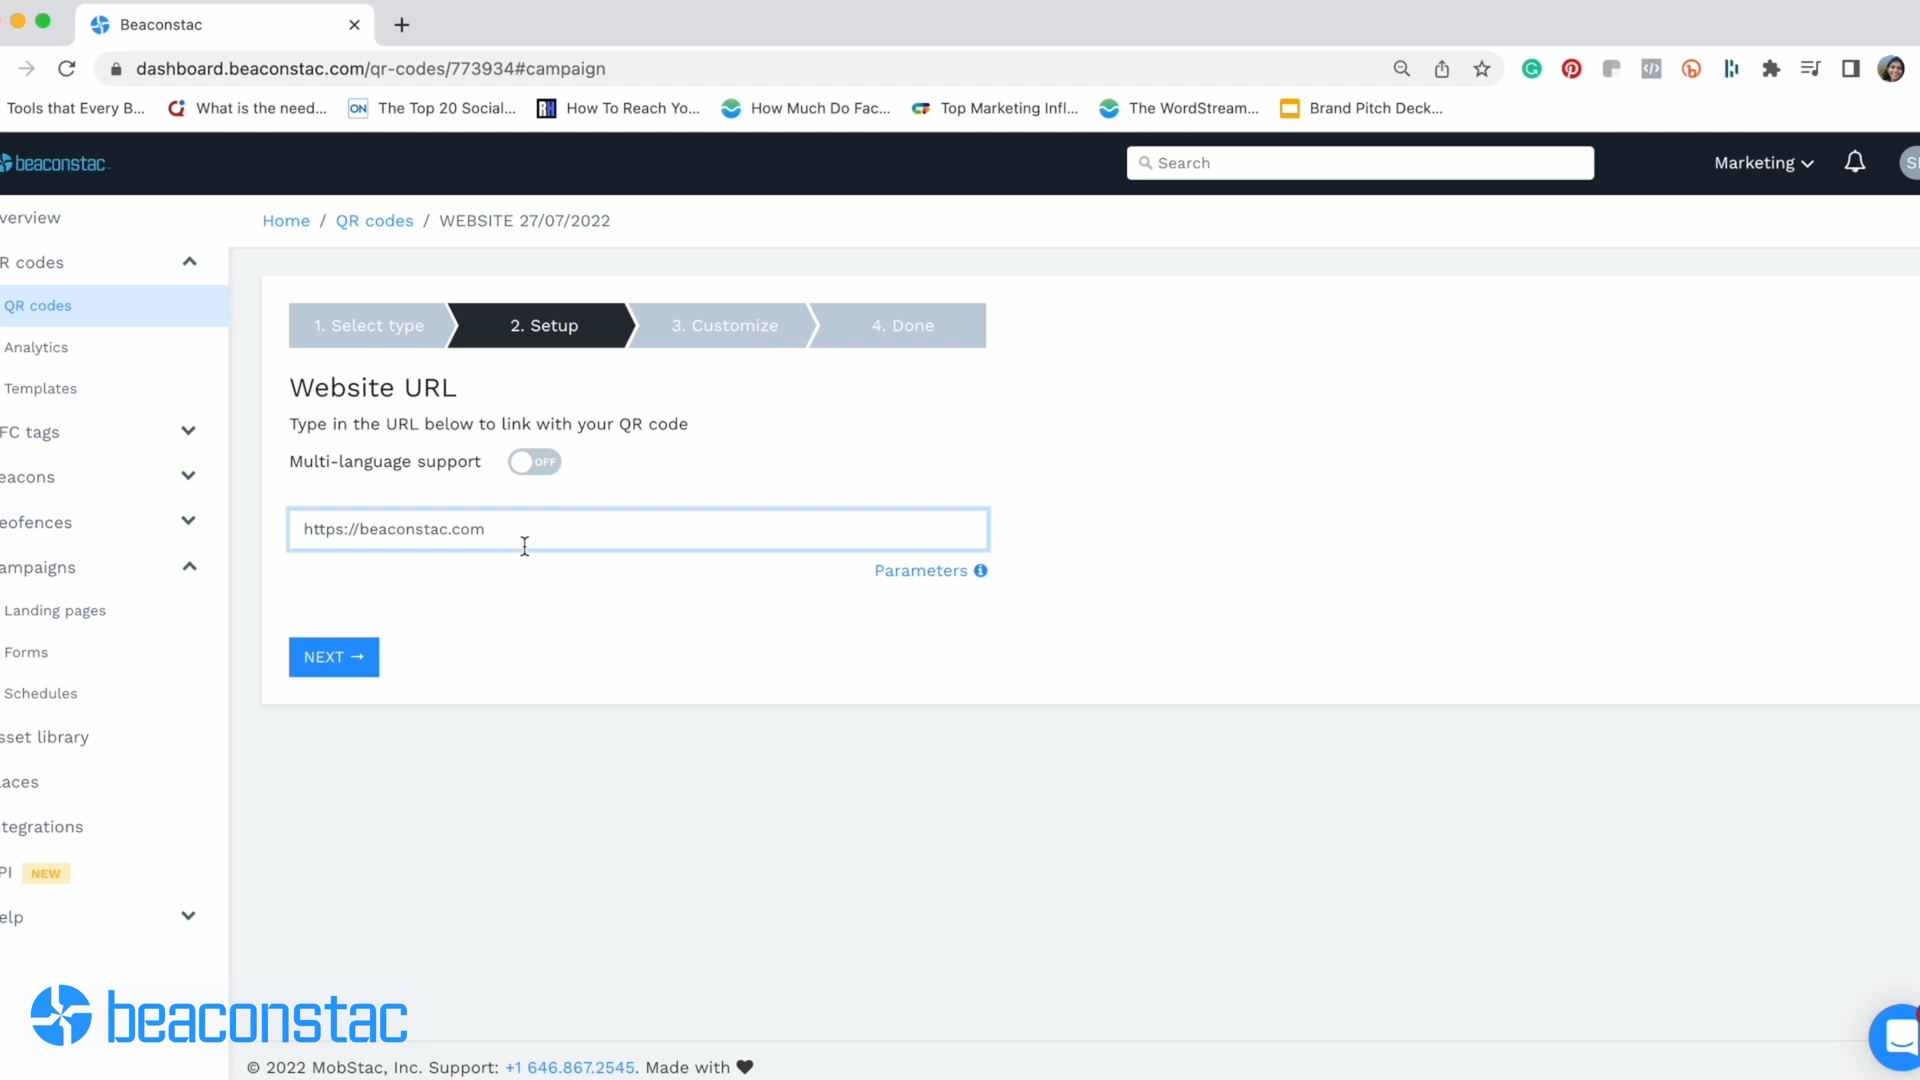 Beaconstac
dashboard.beaconstac.com/qr-codes/773934#campaign
Tools that Every B... What is the need... ON The Top 20 Social... RH How To Reach Yo... How Much Do Fac... Top Marketing Infl... The WordStream... Brand Pitch Deck...
beaconstac Search Marketing
verview
Home / QR codes / WEBSITE 27/07/2022
R codes
QR codes
Analytics
Templates
FC tags
eacons
eofences
ampaigns
Landing pages
Forms
Schedules
sset library
laces
ntegrations
PI NEW
elp
1. Select type 2. Setup 3. Customize 4. Done
Website URL
Type in the URL below to link with your QR code
Multi-language support OFF
https://beaconstac.com
Parameters
NEXT →
beaconstac
© 2022 MobStac, Inc. Support: +1 646.867.2545. Made with